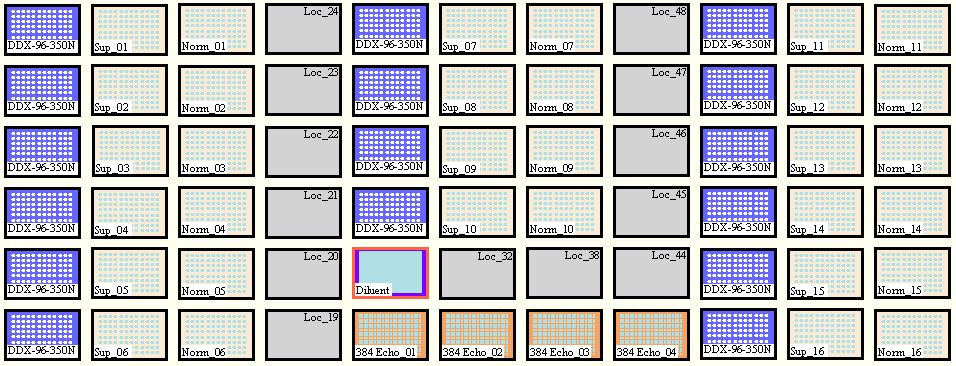 DDX-96-350N Sup_01 Norm_01 Loc_24 DDX-96-350N Sup_07 Norm_07 Loc_48 DDX-96-350N Sup_11 Norm_11
DDX-96-350N Sup_02 Norm_02 Loc_23 DDX-96-350N Sup_08 Norm_08 Loc_47 DDX-96-350N Sup_12 Norm_12
DDX-96-350N Sup_03 Norm_03 Loc_22 DDX-96-350N Sup_09 Norm_09 Loc_46 DDX-96-350N Sup_13 Norm_13
DDX-96-350N Sup_04 Norm_04 Loc_21 DDX-96-350N Sup_10 Norm_10 Loc_45 DDX-96-350N Sup_14 Norm_14
DDX-96-350N Sup_05 Norm_05 Loc_20 Diluent Loc_32 Loc_38 Loc_44 DDX-96-350N Sup_15 Norm_15
DDX-96-350N Sup_06 Norm_06 Loc_19 384 Echo_01 384 Echo_02 384 Echo_03 384 Echo_04 DDX-96-350N Sup_16 Norm_16